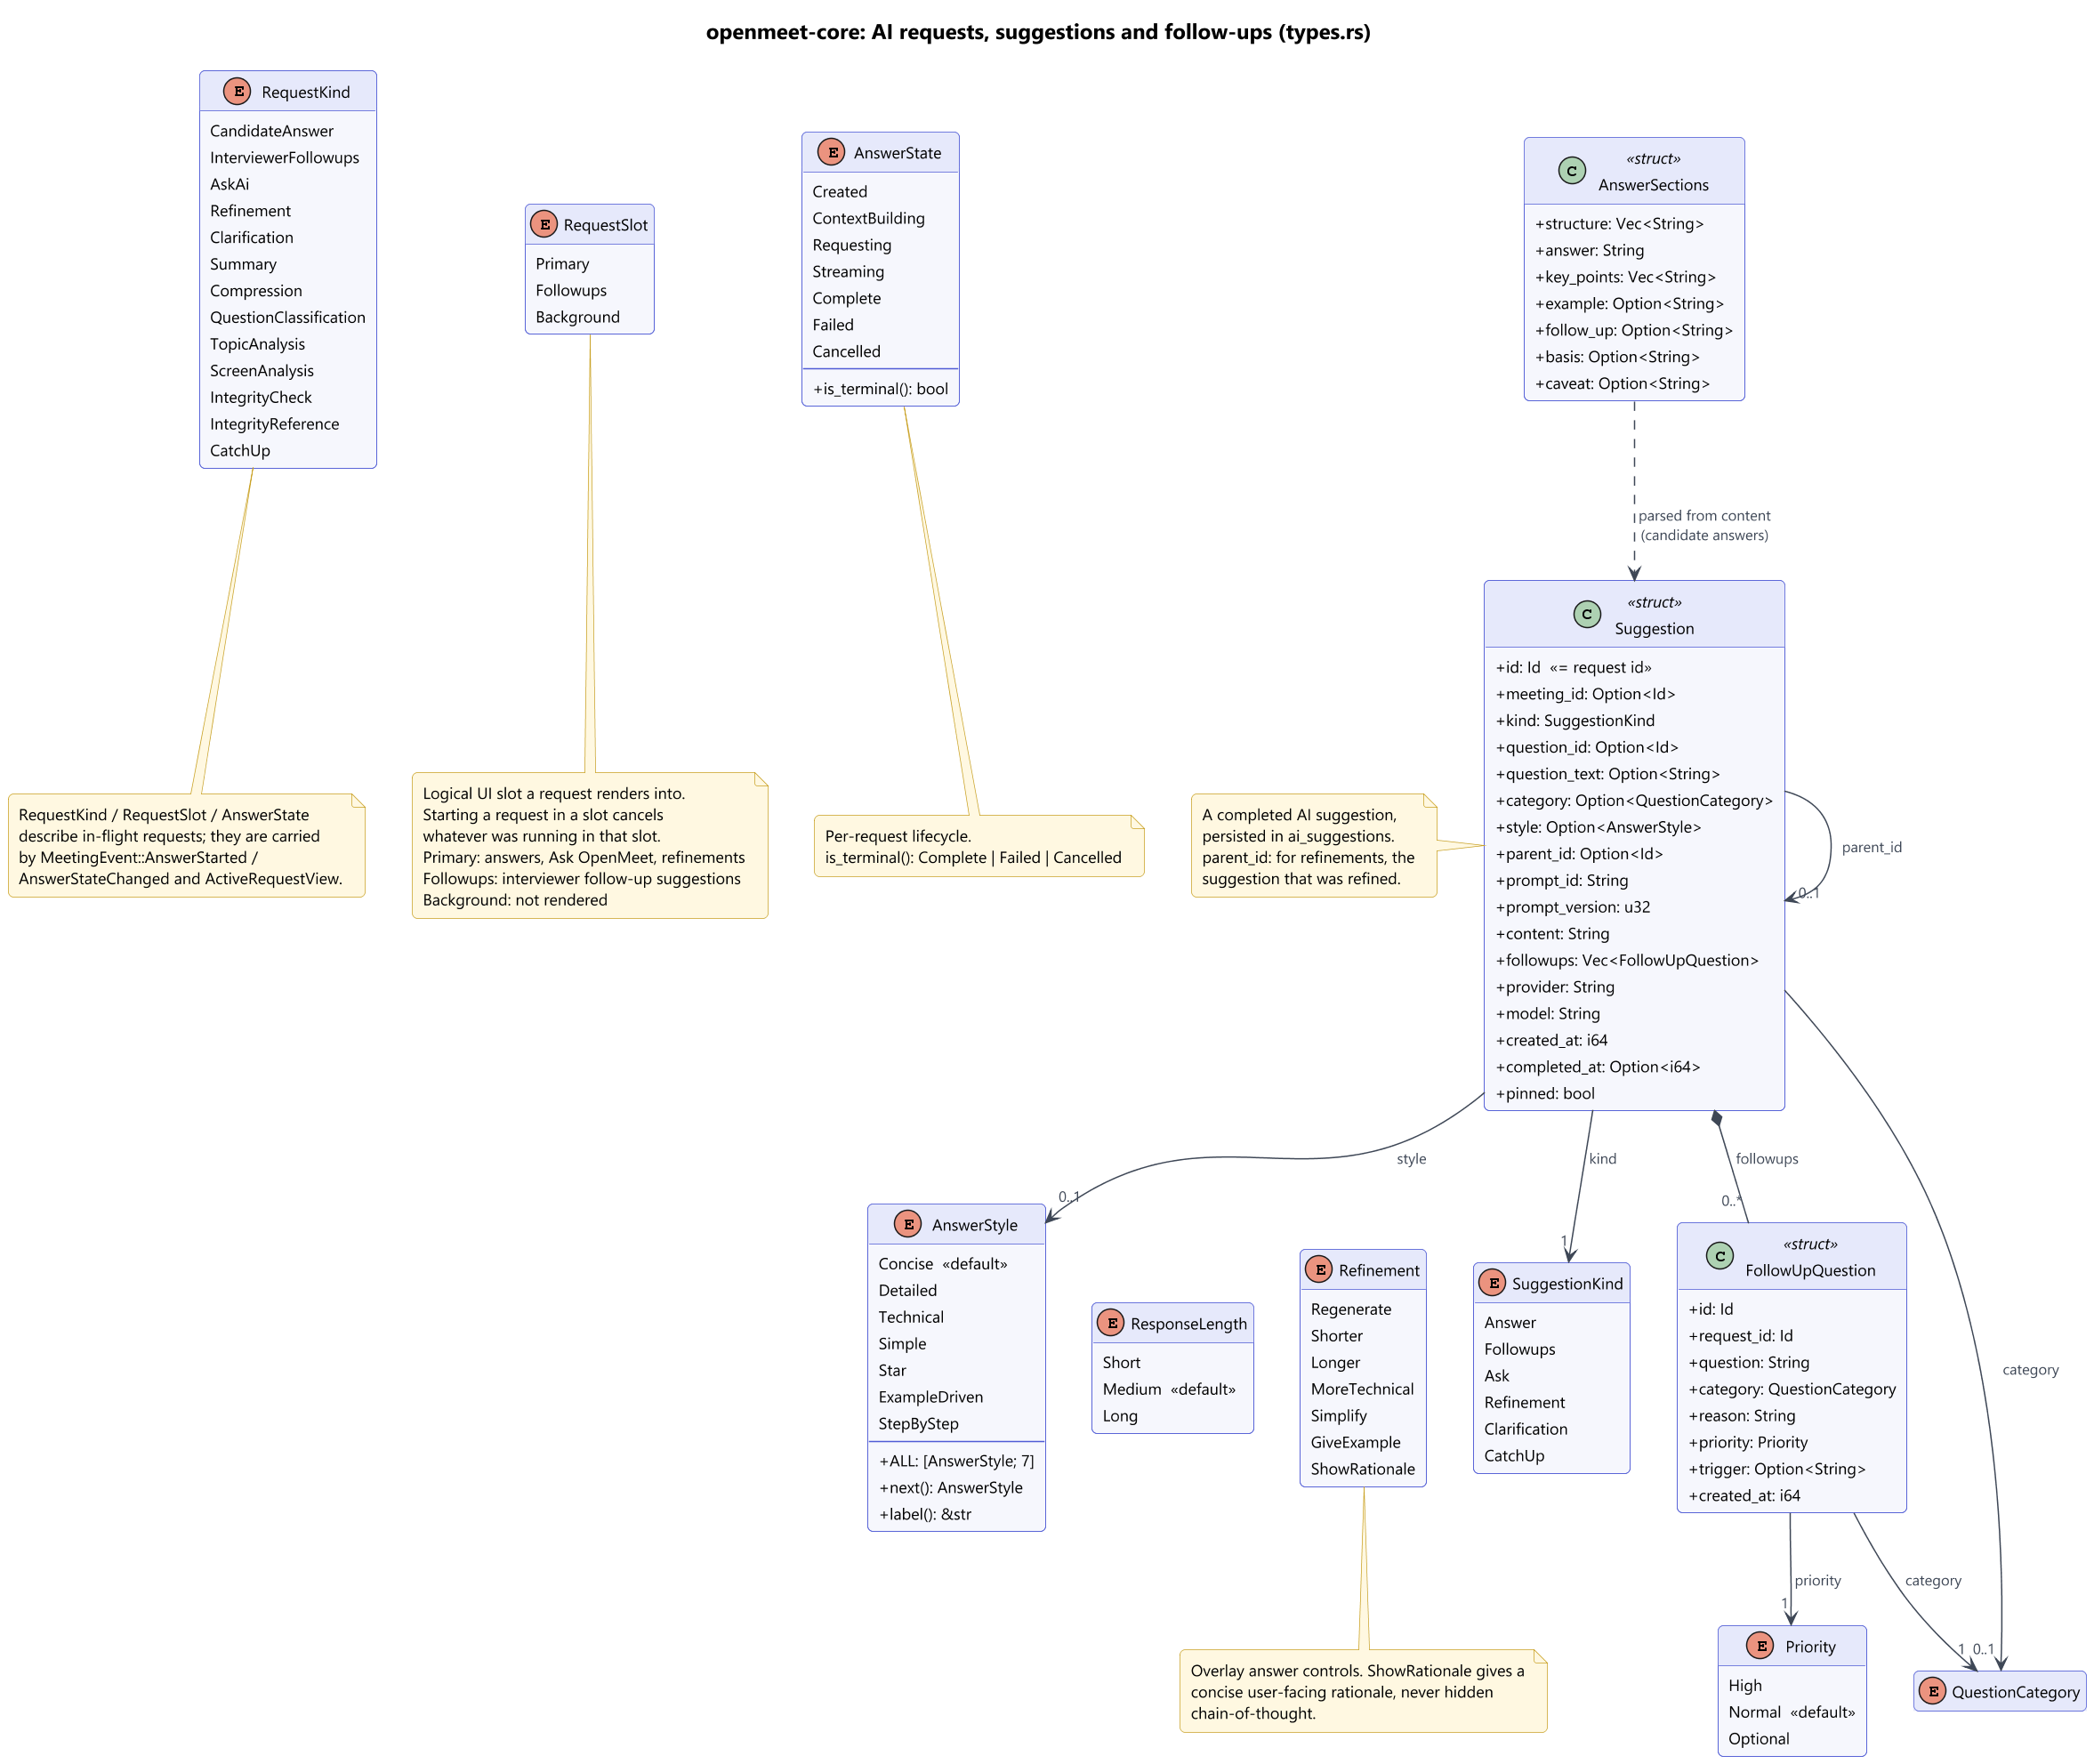 openmeet-core: AI requests, suggestions and follow-ups (types.rs)
E RequestKind
CandidateAnswer
InterviewerFollowups
AskAi
Refinement
Clarification
Summary
Compression
QuestionClassification
TopicAnalysis
ScreenAnalysis
IntegrityCheck
IntegrityReference
CatchUp
E RequestSlot
Primary
Followups
Background
E AnswerState
Created
ContextBuilding
Requesting
Streaming
Complete
Failed
Cancelled
+is_terminal(): bool
«struct»
C AnswerSections
+structure: Vec<String>
+answer: String
+key_points: Vec<String>
+example: Option<String>
+follow_up: Option<String>
+basis: Option<String>
+caveat: Option<String>
parsed from content
(candidate answers)
RequestKind / RequestSlot / AnswerState
describe in-flight requests; they are carried
by MeetingEvent::AnswerStarted /
AnswerStateChanged and ActiveRequestView.
Logical UI slot a request renders into.
Starting a request in a slot cancels
whatever was running in that slot.
Primary: answers, Ask OpenMeet, refinements
Followups: interviewer follow-up suggestions
Background: not rendered
Per-request lifecycle.
is_terminal(): Complete | Failed | Cancelled
A completed AI suggestion,
persisted in ai_suggestions.
parent_id: for refinements, the
suggestion that was refined.
«struct»
C Suggestion
+id: Id «= request id»
+meeting_id: Option<Id>
+kind: SuggestionKind
+question_id: Option<Id>
+question_text: Option<String>
+category: Option<QuestionCategory>
+style: Option<AnswerStyle>
+parent_id: Option<Id>
+prompt_id: String
+prompt_version: u32
+content: String
+followups: Vec<FollowUpQuestion>
+provider: String
+model: String
+created_at: i64
+completed_at: Option<i64>
+pinned: bool
parent_id
0..1
style
0..1
kind
1
followups
0..*
category
0..1
E AnswerStyle
Concise «default»
Detailed
Technical
Simple
Star
ExampleDriven
StepByStep
+ALL: [AnswerStyle; 7]
+next(): AnswerStyle
+label(): &str
E ResponseLength
Short
Medium «default»
Long
E Refinement
Regenerate
Shorter
Longer
MoreTechnical
Simplify
GiveExample
ShowRationale
E SuggestionKind
Answer
Followups
Ask
Refinement
Clarification
CatchUp
«struct»
C FollowUpQuestion
+id: Id
+request_id: Id
+question: String
+category: QuestionCategory
+reason: String
+priority: Priority
+trigger: Option<String>
+created_at: i64
priority
1
category
1
Overlay answer controls. ShowRationale gives a
concise user-facing rationale, never hidden
chain-of-thought.
E Priority
High
Normal «default»
Optional
E QuestionCategory